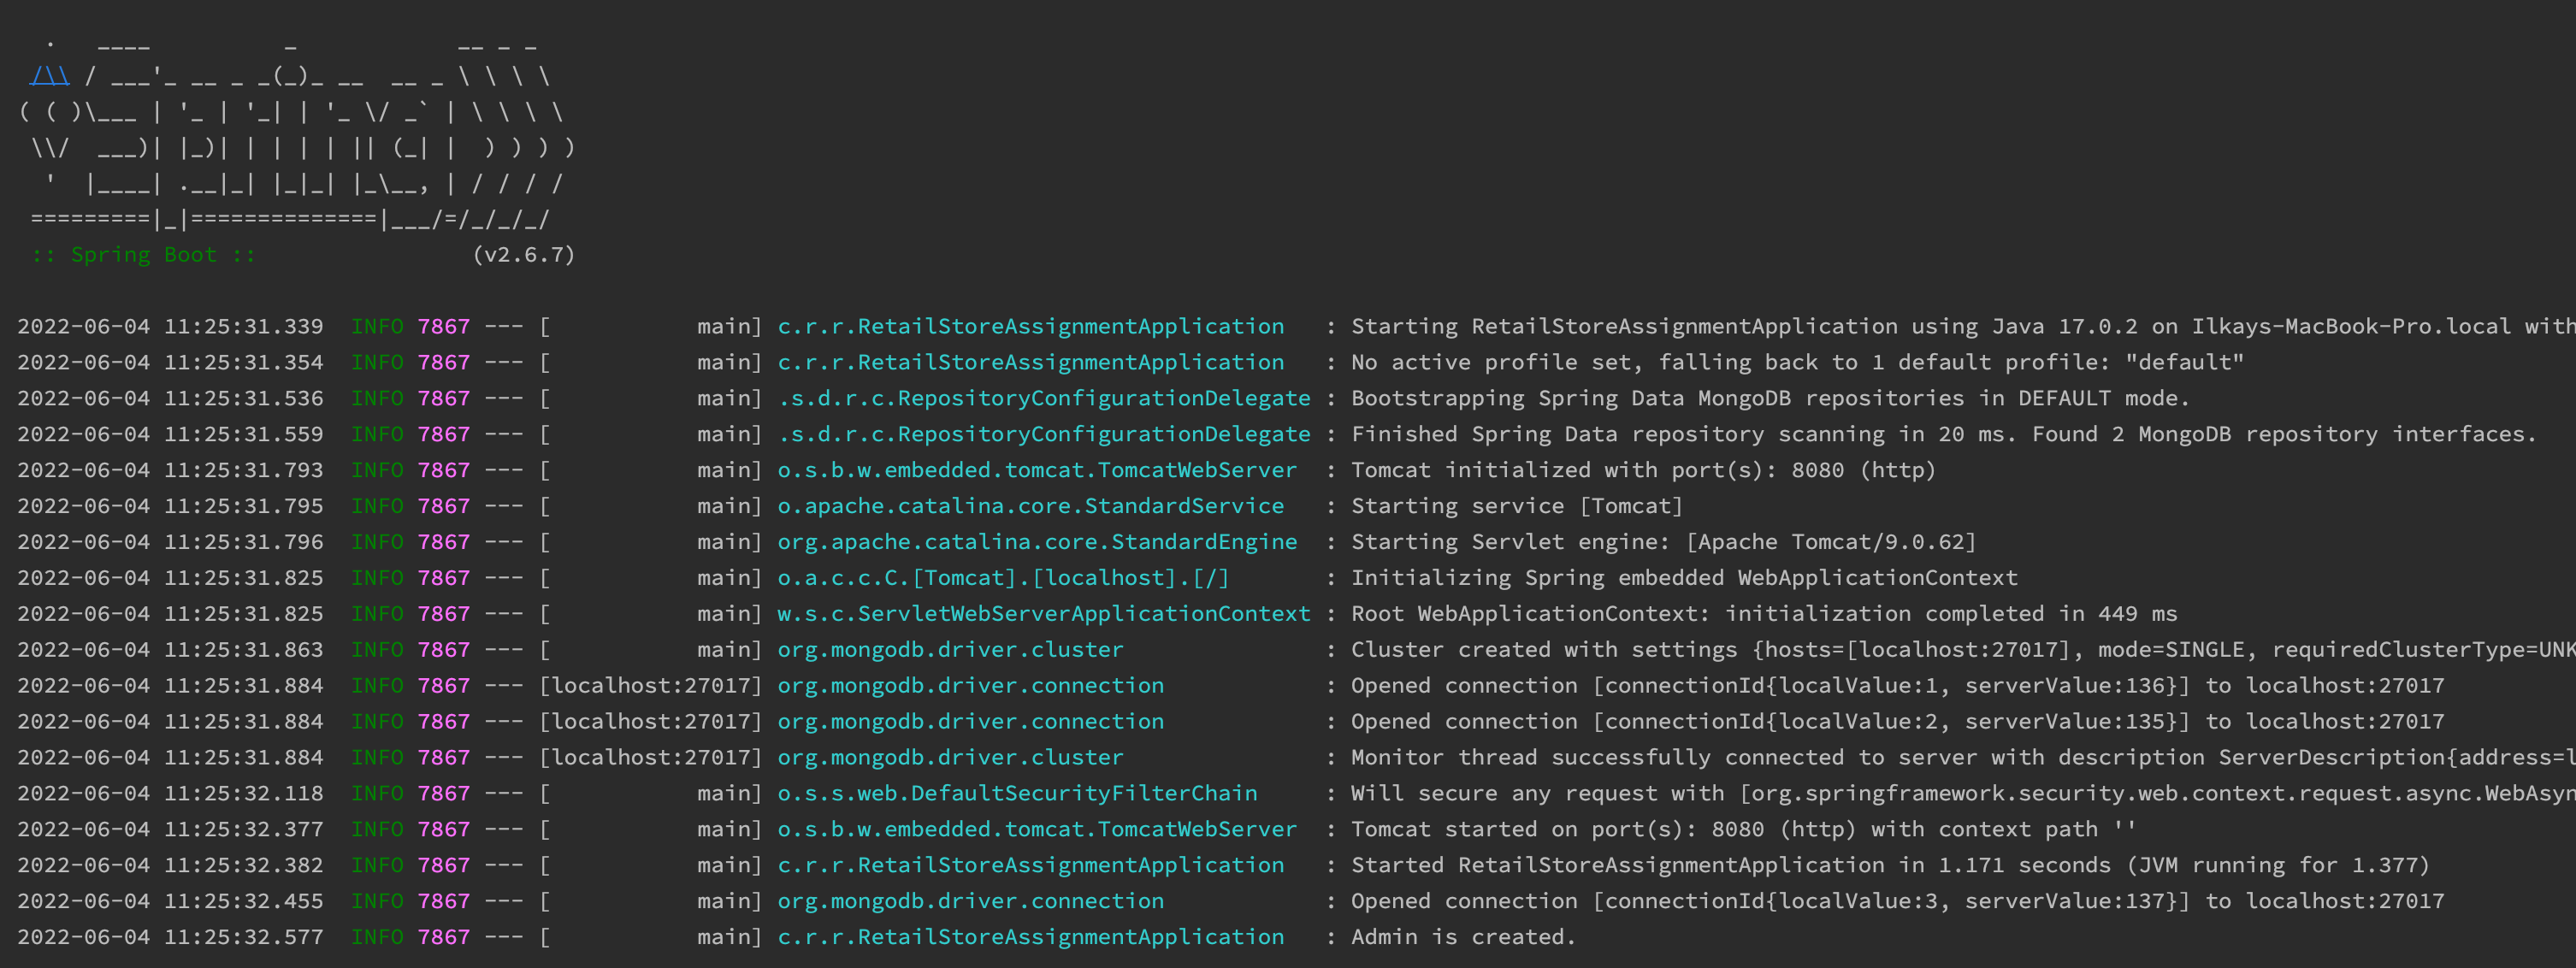 .   ____          _            __ _ _
 /\\ / ___'_ __ _ _(_)_ __  __ _ \ \ \ \
( ( )\___ | '_ | '_| | '_ \/ _` | \ \ \ \
 \\/  ___)| |_)| | | | | || (_| |  ) ) ) )
  '  |____| .__|_| |_|_| |_\__, | / / / /
 =========|_|==============|___/=/_/_/_/
 :: Spring Boot ::                (v2.6.7)
2022-06-04 11:25:31.339  INFO 7867 --- [           main] c.r.r.RetailStoreAssignmentApplication   : Starting RetailStoreAssignmentApplication using Java 17.0.2 on Ilkays-MacBook-Pro.local with
2022-06-04 11:25:31.354  INFO 7867 --- [           main] c.r.r.RetailStoreAssignmentApplication   : No active profile set, falling back to 1 default profile: "default"
2022-06-04 11:25:31.536  INFO 7867 --- [           main] .s.d.r.c.RepositoryConfigurationDelegate : Bootstrapping Spring Data MongoDB repositories in DEFAULT mode.
2022-06-04 11:25:31.559  INFO 7867 --- [           main] .s.d.r.c.RepositoryConfigurationDelegate : Finished Spring Data repository scanning in 20 ms. Found 2 MongoDB repository interfaces.
2022-06-04 11:25:31.793  INFO 7867 --- [           main] o.s.b.w.embedded.tomcat.TomcatWebServer  : Tomcat initialized with port(s): 8080 (http)
2022-06-04 11:25:31.795  INFO 7867 --- [           main] o.apache.catalina.core.StandardService   : Starting service [Tomcat]
2022-06-04 11:25:31.796  INFO 7867 --- [           main] org.apache.catalina.core.StandardEngine  : Starting Servlet engine: [Apache Tomcat/9.0.62]
2022-06-04 11:25:31.825  INFO 7867 --- [           main] o.a.c.c.C.[Tomcat].[localhost].[/]       : Initializing Spring embedded WebApplicationContext
2022-06-04 11:25:31.825  INFO 7867 --- [           main] w.s.c.ServletWebServerApplicationContext : Root WebApplicationContext: initialization completed in 449 ms
2022-06-04 11:25:31.863  INFO 7867 --- [           main] org.mongodb.driver.cluster               : Cluster created with settings {hosts=[localhost:27017], mode=SINGLE, requiredClusterType=UNK
2022-06-04 11:25:31.884  INFO 7867 --- [localhost:27017] org.mongodb.driver.connection            : Opened connection [connectionId{localValue:1, serverValue:136}] to localhost:27017
2022-06-04 11:25:31.884  INFO 7867 --- [localhost:27017] org.mongodb.driver.connection            : Opened connection [connectionId{localValue:2, serverValue:135}] to localhost:27017
2022-06-04 11:25:31.884  INFO 7867 --- [localhost:27017] org.mongodb.driver.cluster               : Monitor thread successfully connected to server with description ServerDescription{address=l
2022-06-04 11:25:32.118  INFO 7867 --- [           main] o.s.s.web.DefaultSecurityFilterChain     : Will secure any request with [org.springframework.security.web.context.request.async.WebAsyn
2022-06-04 11:25:32.377  INFO 7867 --- [           main] o.s.b.w.embedded.tomcat.TomcatWebServer  : Tomcat started on port(s): 8080 (http) with context path ''
2022-06-04 11:25:32.382  INFO 7867 --- [           main] c.r.r.RetailStoreAssignmentApplication   : Started RetailStoreAssignmentApplication in 1.171 seconds (JVM running for 1.377)
2022-06-04 11:25:32.455  INFO 7867 --- [           main] org.mongodb.driver.connection            : Opened connection [connectionId{localValue:3, serverValue:137}] to localhost:27017
2022-06-04 11:25:32.577  INFO 7867 --- [           main] c.r.r.RetailStoreAssignmentApplication   : Admin is created.